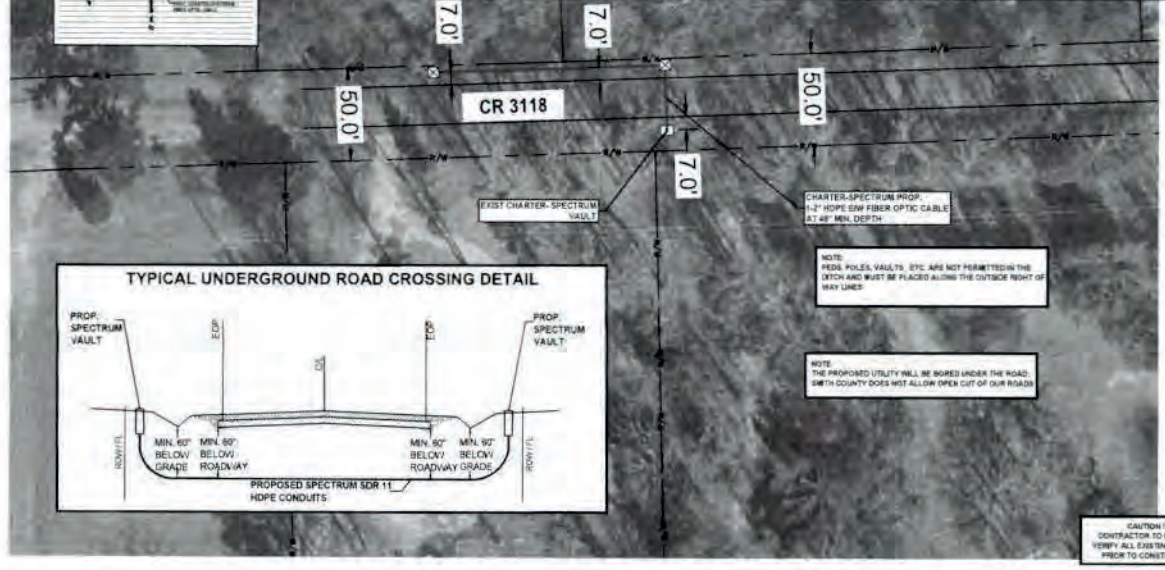 7.0'
7.0'
R/W
R/W
R/W
50.0'
CR 3118
50.0'
R/W
R/W
R/W
R/W
7.0'
EXIST CHARTER- SPECTRUM
VAULT
CHARTER-SPECTRUM PROP.
1-2" HDPE E/W FIBER OPTIC CABLE
AT 48" MIN. DEPTH
NOTE:
PEDS, POLES, VAULTS, ETC. ARE NOT PERMITTED IN THE
DITCH AND MUST BE PLACED ALONG THE OUTSIDE RIGHT OF
WAY LINES
NOTE
THE PROPOSED UTILITY WILL BE BORED UNDER THE ROAD.
SMITH COUNTY DOES NOT ALLOW OPEN CUT OF OUR ROADS
TYPICAL UNDERGROUND ROAD CROSSING DETAIL
PROP.
SPECTRUM
VAULT
EOP
C/L
EOP
PROP.
SPECTRUM
VAULT
ROW/FL
MIN. 60"
BELOW
GRADE
MIN. 60"
BELOW
ROADWAY
MIN. 60"
BELOW
ROADWAY
MIN. 60"
BELOW
GRADE
ROW/FL
PROPOSED SPECTRUM SDR 11
HDPE CONDUITS
CAUTION !
CONTRACTOR TO
VERIFY ALL
PRIOR TO